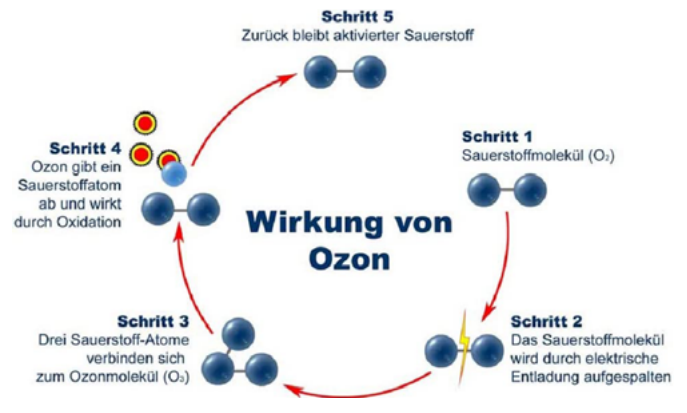 Schritt 5
Zurück bleibt aktivierter Sauerstoff
Schritt 4
Ozon gibt ein
Sauerstoffatom
ab und wirkt
durch Oxidation
Schritt 1
Sauerstoffmolekül (O₂)
Wirkung von
Ozon
Schritt 3
Drei Sauerstoff-Atome
verbinden sich
zum Ozonmolekül (O₃)
Schritt 2
Das Sauerstoffmolekül
wird durch elektrische
Entladung aufgespalten